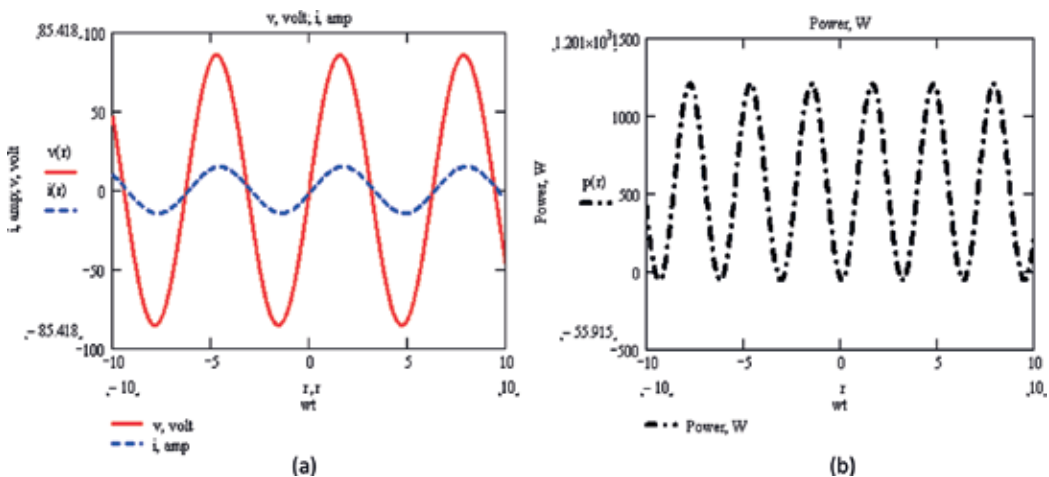 v, volt; i, amp
85.418
100
50
0
−50
−85.418
−100
i, amp; v, volt
v(r)
i(r)
−10
−5
0
5
10
−10
r, r
wt
10
v, volt
i, amp
(a)
Power, W
1.201×10³
1500
1000
500
0
−55.915
−500
Power, W
p(r)
−10
−5
0
5
10
−10
r
wt
10
Power, W
(b)